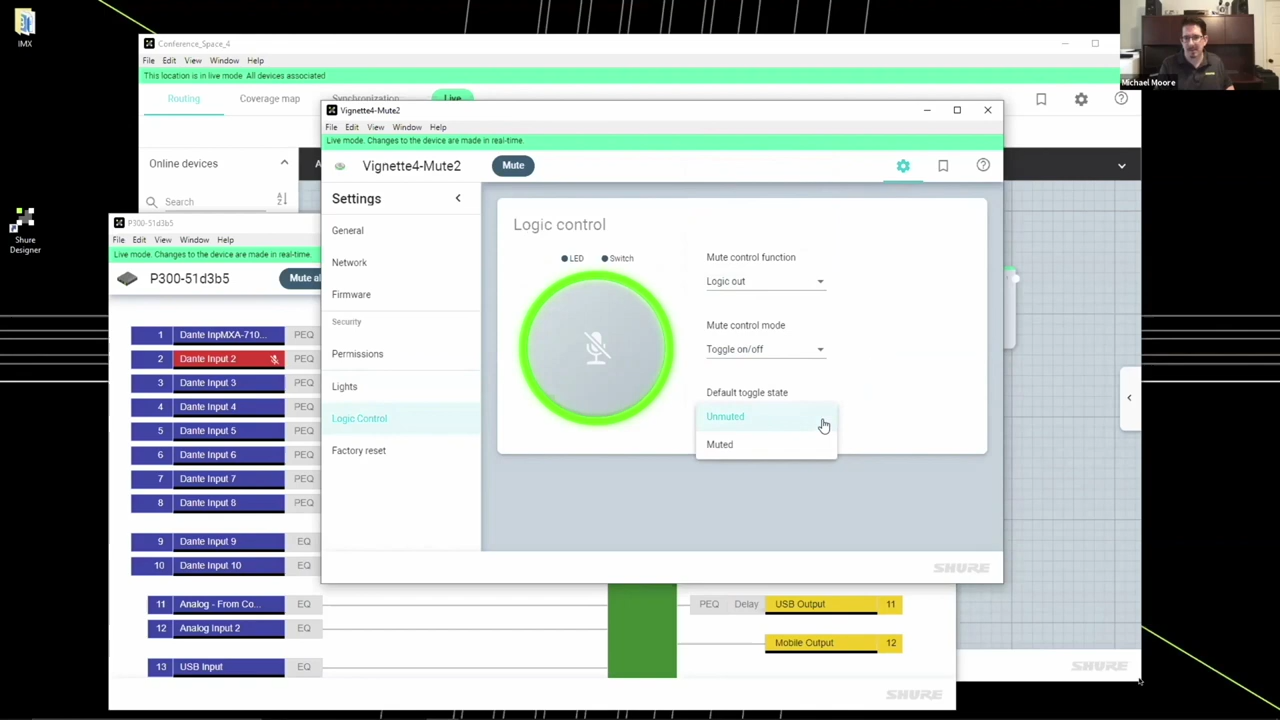 IMX
Shure
Designer
Michael Moore
Conference_Space_4
File Edit View Window Help
This location is in live mode All devices associated
Routing Coverage map Synchronization Live
Online devices
Search
P300-51d3b5
File Edit View Window Help
Live mode. Changes to the device are made in real-time.
P300-51d3b5
Mute al
1 Dante InpMXA-710... PEQ
2 Dante Input 2 PEQ
3 Dante Input 3 PEQ
4 Dante Input 4 PEQ
5 Dante Input 5 PEQ
6 Dante Input 6 PEQ
7 Dante Input 7 PEQ
8 Dante Input 8 PEQ
9 Dante Input 9 EQ
10 Dante Input 10 EQ
11 Analog - From Co... EQ
12 Analog Input 2 EQ
13 USB Input EQ
PEQ Delay USB Output 11
Mobile Output 12
SHURE
Vignette4-Mute2
File Edit View Window Help
Live mode. Changes to the device are made in real-time.
Vignette4-Mute2
Mute
Settings
General
Network
Firmware
Security
Permissions
Lights
Logic Control
Factory reset
Logic control
LED Switch
Mute control function
Logic out
Mute control mode
Toggle on/off
Default toggle state
Unmuted
Muted
SHURE
SHURE